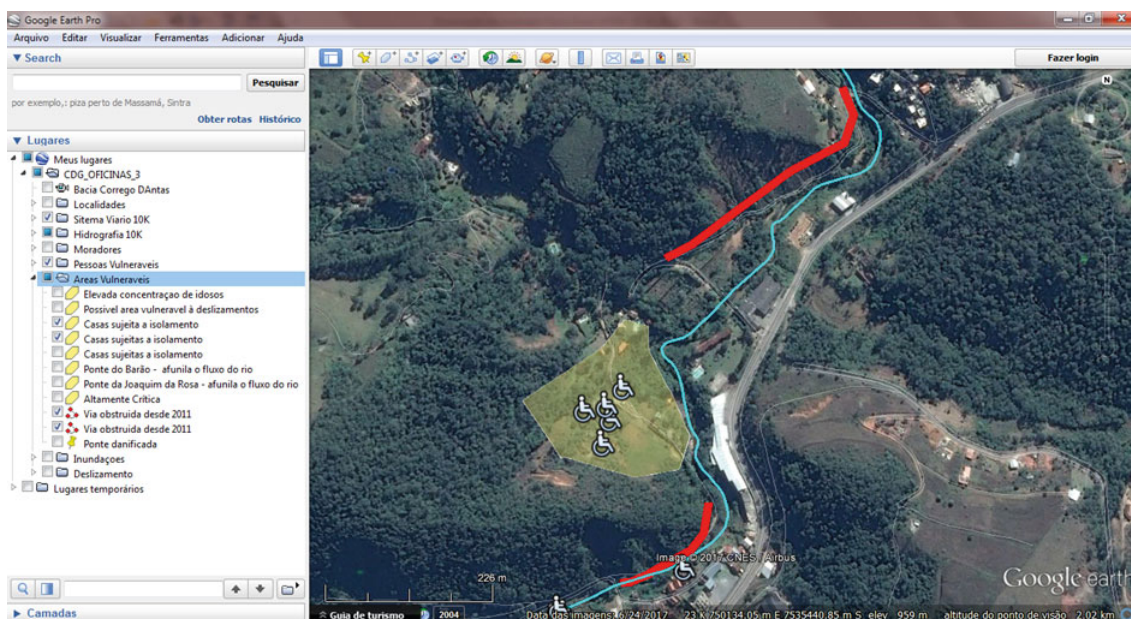 Google Earth Pro
Arquivo Editar Visualizar Ferramentas Adicionar Ajuda
Search
Pesquisar
por exemplo,: piza perto de Massamá, Sintra
Obter rotas Histórico
Lugares
Meus lugares
CDG_OFICINAS_3
Bacia Corrego DAntas
Localidades
Sitema Viario 10K
Hidrografia 10K
Moradores
Pessoas Vulneraveis
Areas Vulneraveis
Elevada concentraçao de idosos
Possivel area vulneravel à deslizamentos
Casas sujeita a isolamento
Casas sujeitas a isolamento
Casas sujeitas a isolamento
Ponte do Barão - afunila o fluxo do rio
Ponte da Joaquim da Rosa - afunila o fluxo do rio
Altamente Crítica
Via obstruida desde 2011
Via obstruida desde 2011
Ponte danificada
Inundaçoes
Deslizamento
Lugares temporários
Camadas
Fazer login
N
Image © 2017 CNES / Airbus
226 m
Google earth
Guia de turismo 2004 Data das imagens: 6/24/2017 23 K 750134.05 m E 7535440.85 m S elev 959 m altitude do ponto de visão 2.02 km